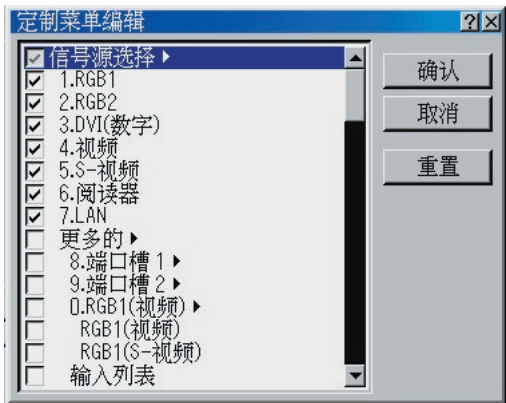 定制菜单编辑
信号源选择
1.RGB1
2.RGB2
3.DVI(数字)
4.视频
5.S-视频
6.阅读器
7.LAN
更多的
8.端口槽 1
9.端口槽 2
0.RGB1(视频)
RGB1(视频)
RGB1(S-视频)
输入列表
确认
取消
重置